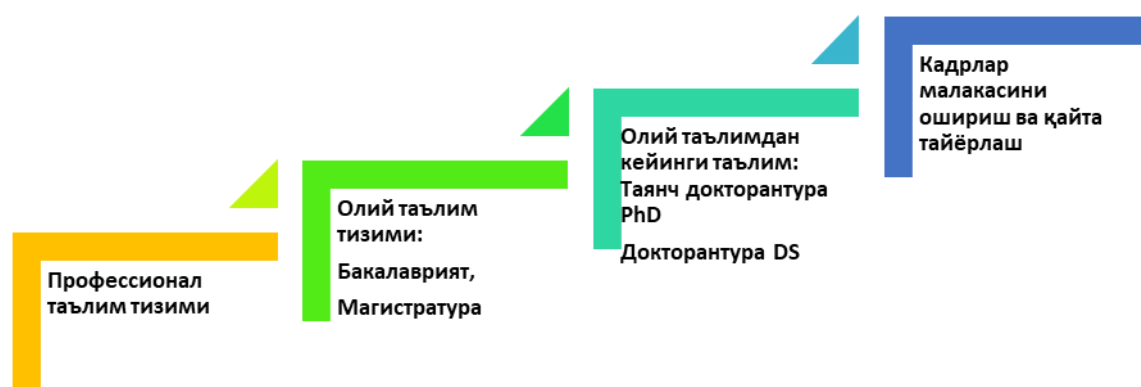 Профессионал
таълим тизими
Олий таълим
тизими:
Бакалаврият,
Магистратура
Олий таълимдан
кейинги таълим:
Таянч докторантура
PhD
Докторантура DS
Кадрлар
малакасини
ошириш ва қайта
тайёрлаш